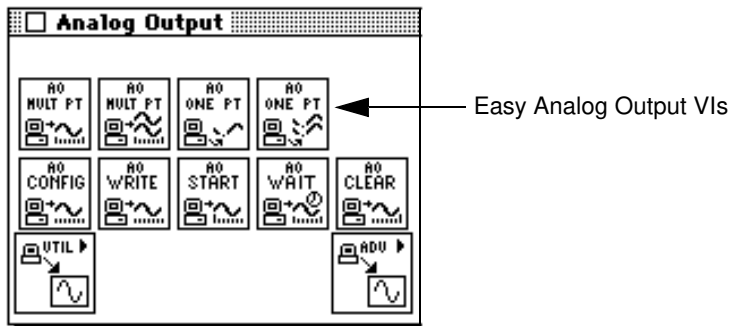 Analog Output
AO MULT PT
AO MULT PT
AO ONE PT
AO ONE PT
Easy Analog Output VIs
AO CONFIG
AO WRITE
AO START
AO WAIT
AO CLEAR
UTIL
ADV